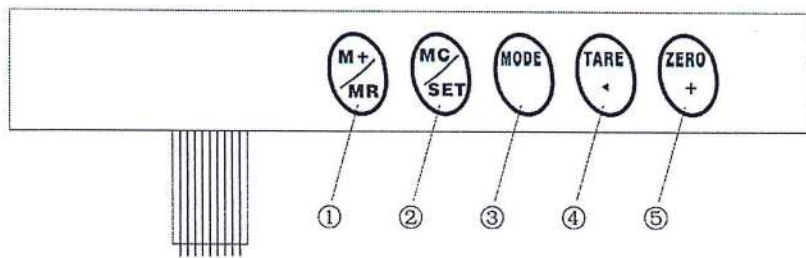 M+ MC MODE TARE ZERO
MR SET ◂ +
① ② ③ ④ ⑤